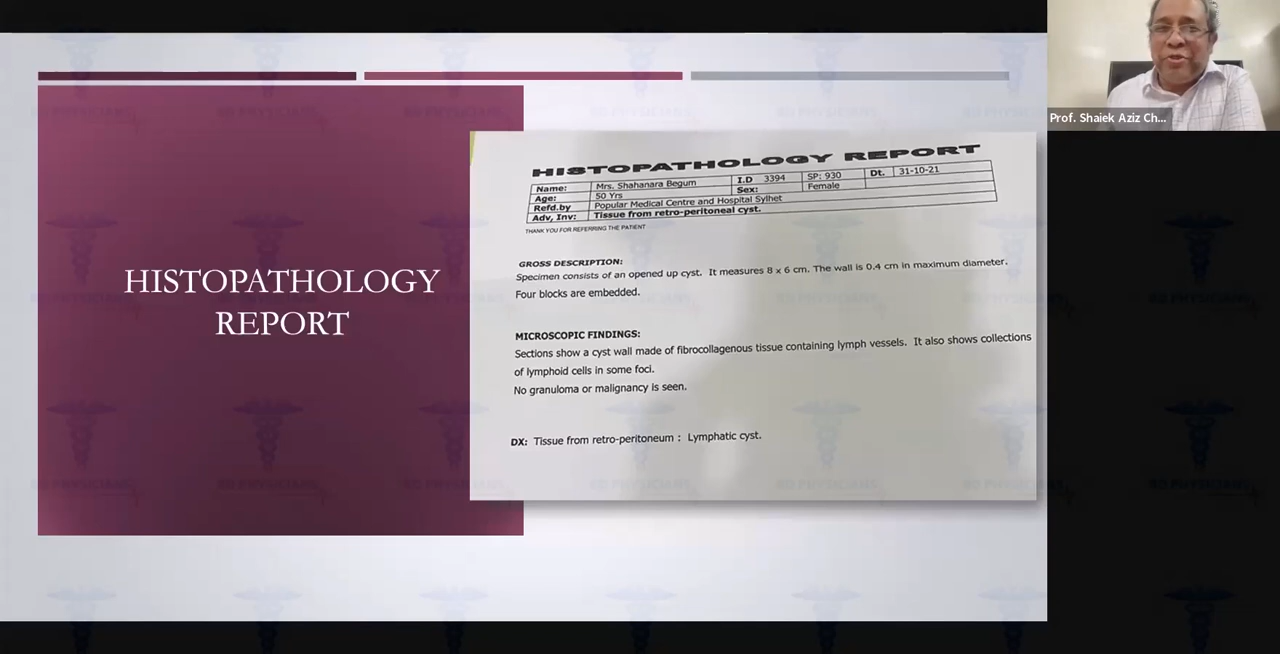 HISTOPATHOLOGY
REPORT
HISTOPATHOLOGY REPORT
Name: Mrs. Shahanara Begum I.D 3394 SP: 930 Dt. 31-10-21
Age: 50 Yrs Sex: Female
Refd.by Popular Medical Centre and Hospital Sylhet
Adv, Inv: Tissue from retro-peritoneal cyst.
THANK YOU FOR REFERRING THE PATIENT
GROSS DESCRIPTION:
Specimen consists of an opened up cyst. It measures 8 x 6 cm. The wall is 0.4 cm in maximum diameter.
Four blocks are embedded.
MICROSCOPIC FINDINGS:
Sections show a cyst wall made of fibrocollagenous tissue containing lymph vessels. It also shows collections
of lymphoid cells in some foci.
No granuloma or malignancy is seen.
DX: Tissue from retro-peritoneum : Lymphatic cyst.
Prof. Shaiek Aziz Ch...